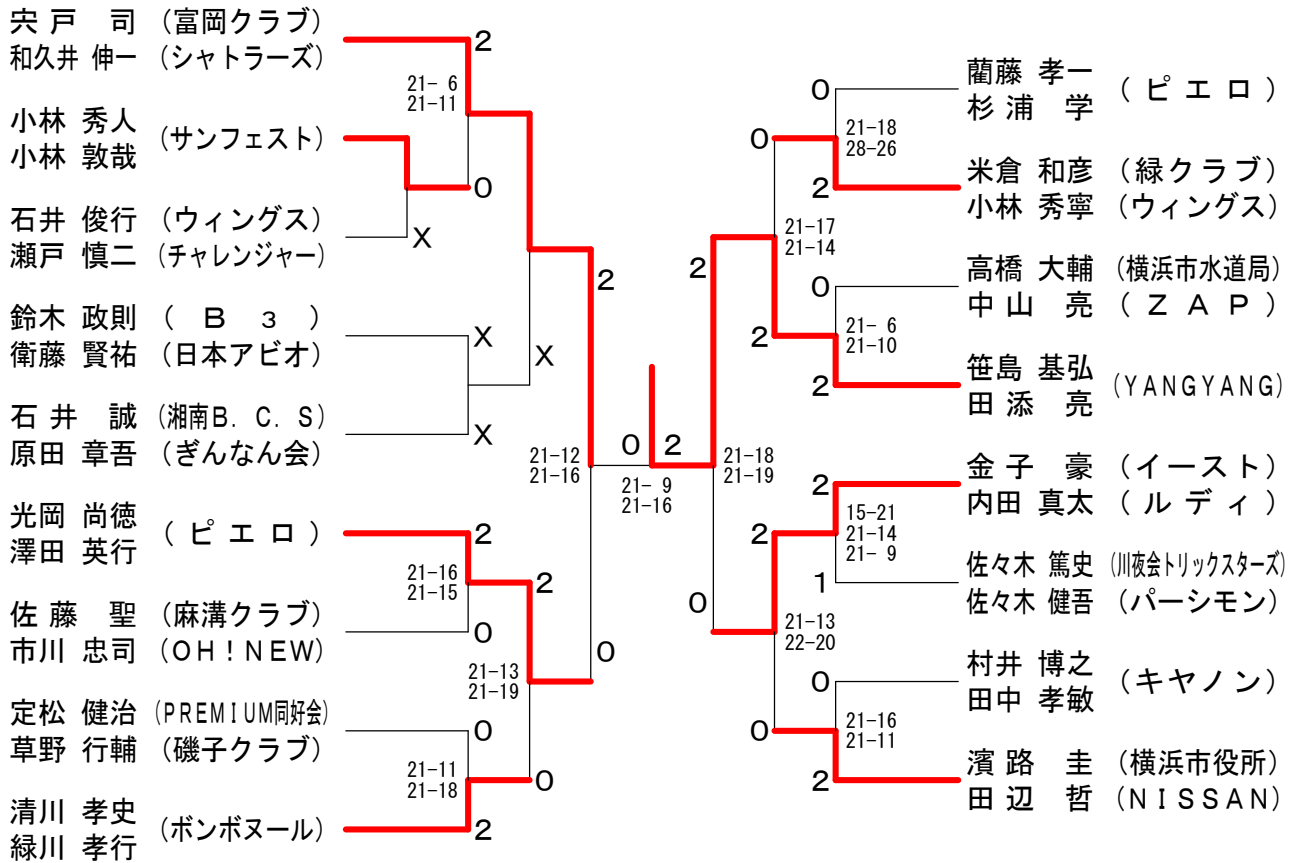 宍戸 司 (富岡クラブ)
和久井 伸一 (シャトラーズ)
2
21- 6
21-11
小林 秀人
小林 敦哉
(サンフェスト)
0
石井 俊行 (ウィングス)
瀬戸 慎二 (チャレンジャー)
X
2
鈴木 政則 (B3)
衛藤 賢祐 (日本アビオ)
X
X
石井 誠 (湘南B.C.S)
原田 章吾 (ぎんなん会)
X
21-12
21-16
光岡 尚徳
澤田 英行
(ピエロ)
2
21-16
21-15
2
佐藤 聖 (麻溝クラブ)
市川 忠司 (OH!NEW)
0
0
21-13
21-19
定松 健治 (PREMIUM同好会)
草野 行輔 (磯子クラブ)
0
21-11
21-18
0
清川 孝史
緑川 孝行
(ボンボヌール)
2
0 2
21- 9
21-16
0
藺藤 孝一
杉浦 学
(ピエロ)
0
21-18
28-26
2
米倉 和彦 (緑クラブ)
小林 秀寧 (ウィングス)
21-17
21-14
2
0
高橋 大輔 (横浜市水道局)
中山 亮 (ZAP)
2
21- 6
21-10
2
笹島 基弘
田添 亮
(YANGYANG)
21-18
21-19
2
金子 豪 (イースト)
内田 真太 (ルディ)
2
15-21
21-14
21- 9
1
佐々木 篤史 (川夜会トリックスターズ)
佐々木 健吾 (パーシモン)
0
21-13
22-20
0
村井 博之
田中 孝敏
(キヤノン)
0
21-16
21-11
2
濱路 圭 (横浜市役所)
田辺 哲 (NISSAN)